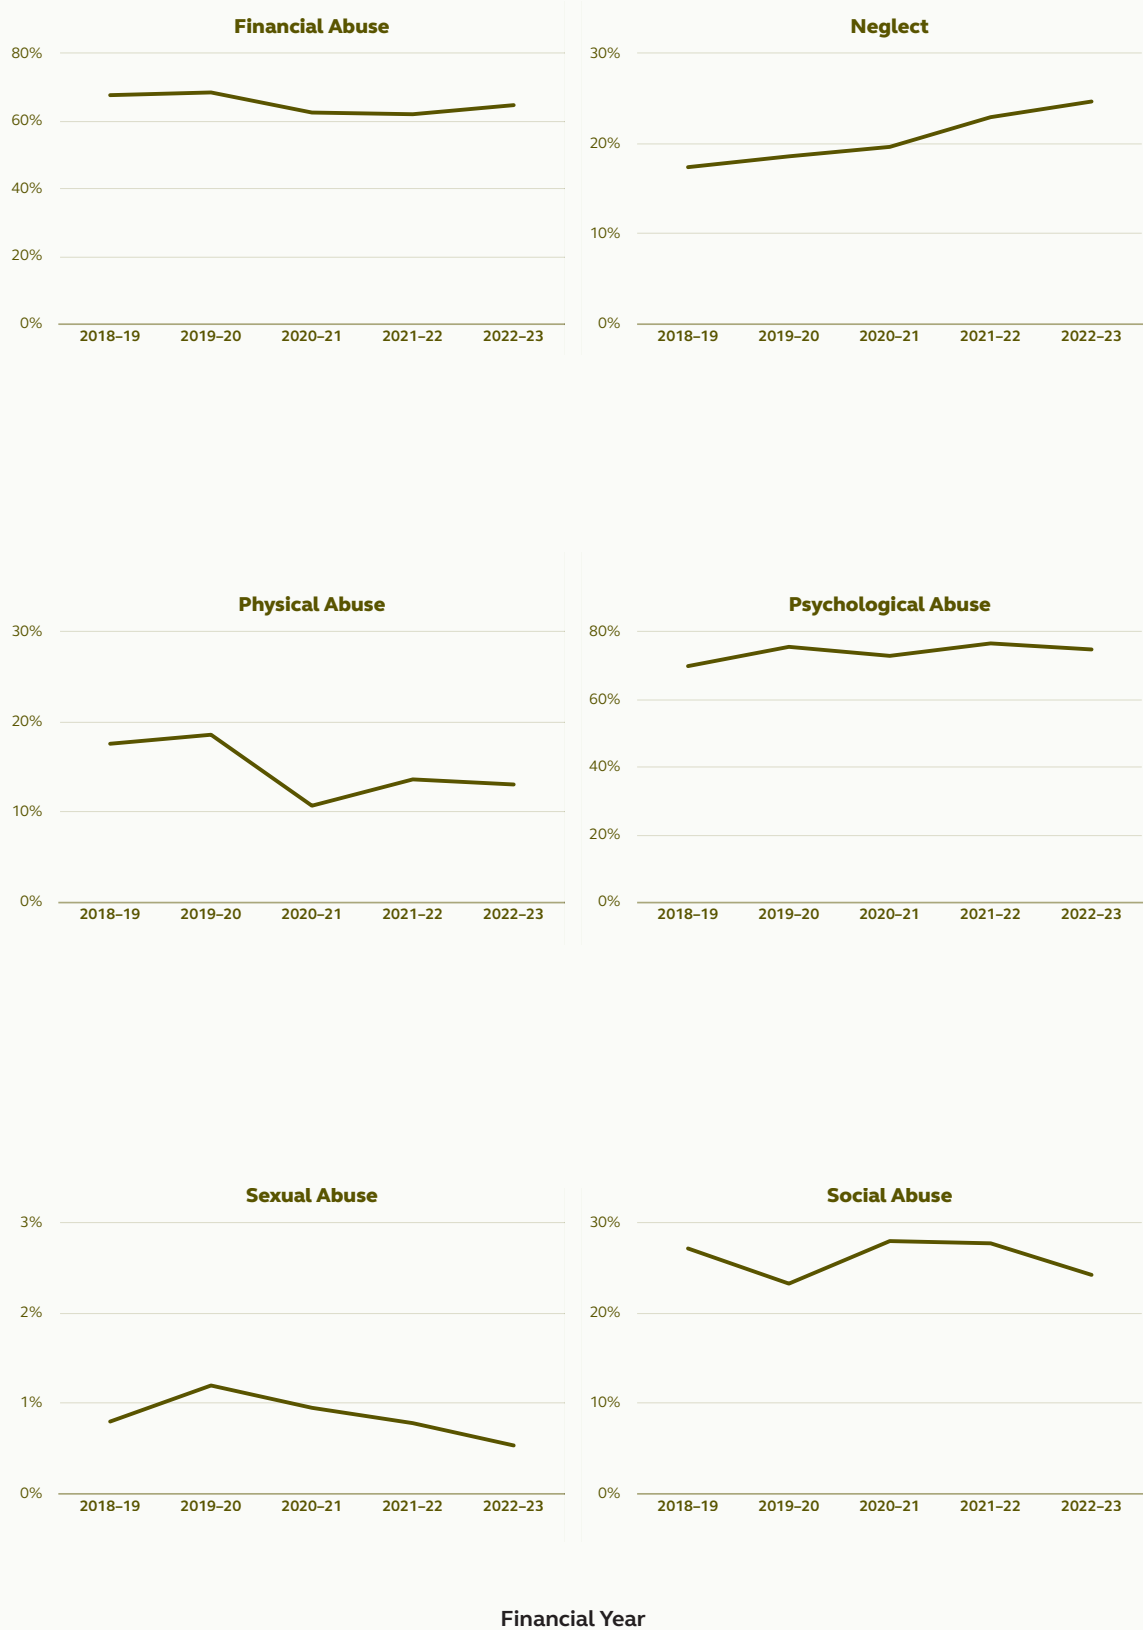 Financial Abuse
80%
60%
40%
20%
0%
2018–19 2019–20 2020–21 2021–22 2022–23
Neglect
30%
20%
10%
0%
2018–19 2019–20 2020–21 2021–22 2022–23
Physical Abuse
30%
20%
10%
0%
2018–19 2019–20 2020–21 2021–22 2022–23
Psychological Abuse
80%
60%
40%
20%
0%
2018–19 2019–20 2020–21 2021–22 2022–23
Sexual Abuse
3%
2%
1%
0%
2018–19 2019–20 2020–21 2021–22 2022–23
Social Abuse
30%
20%
10%
0%
2018–19 2019–20 2020–21 2021–22 2022–23
Financial Year